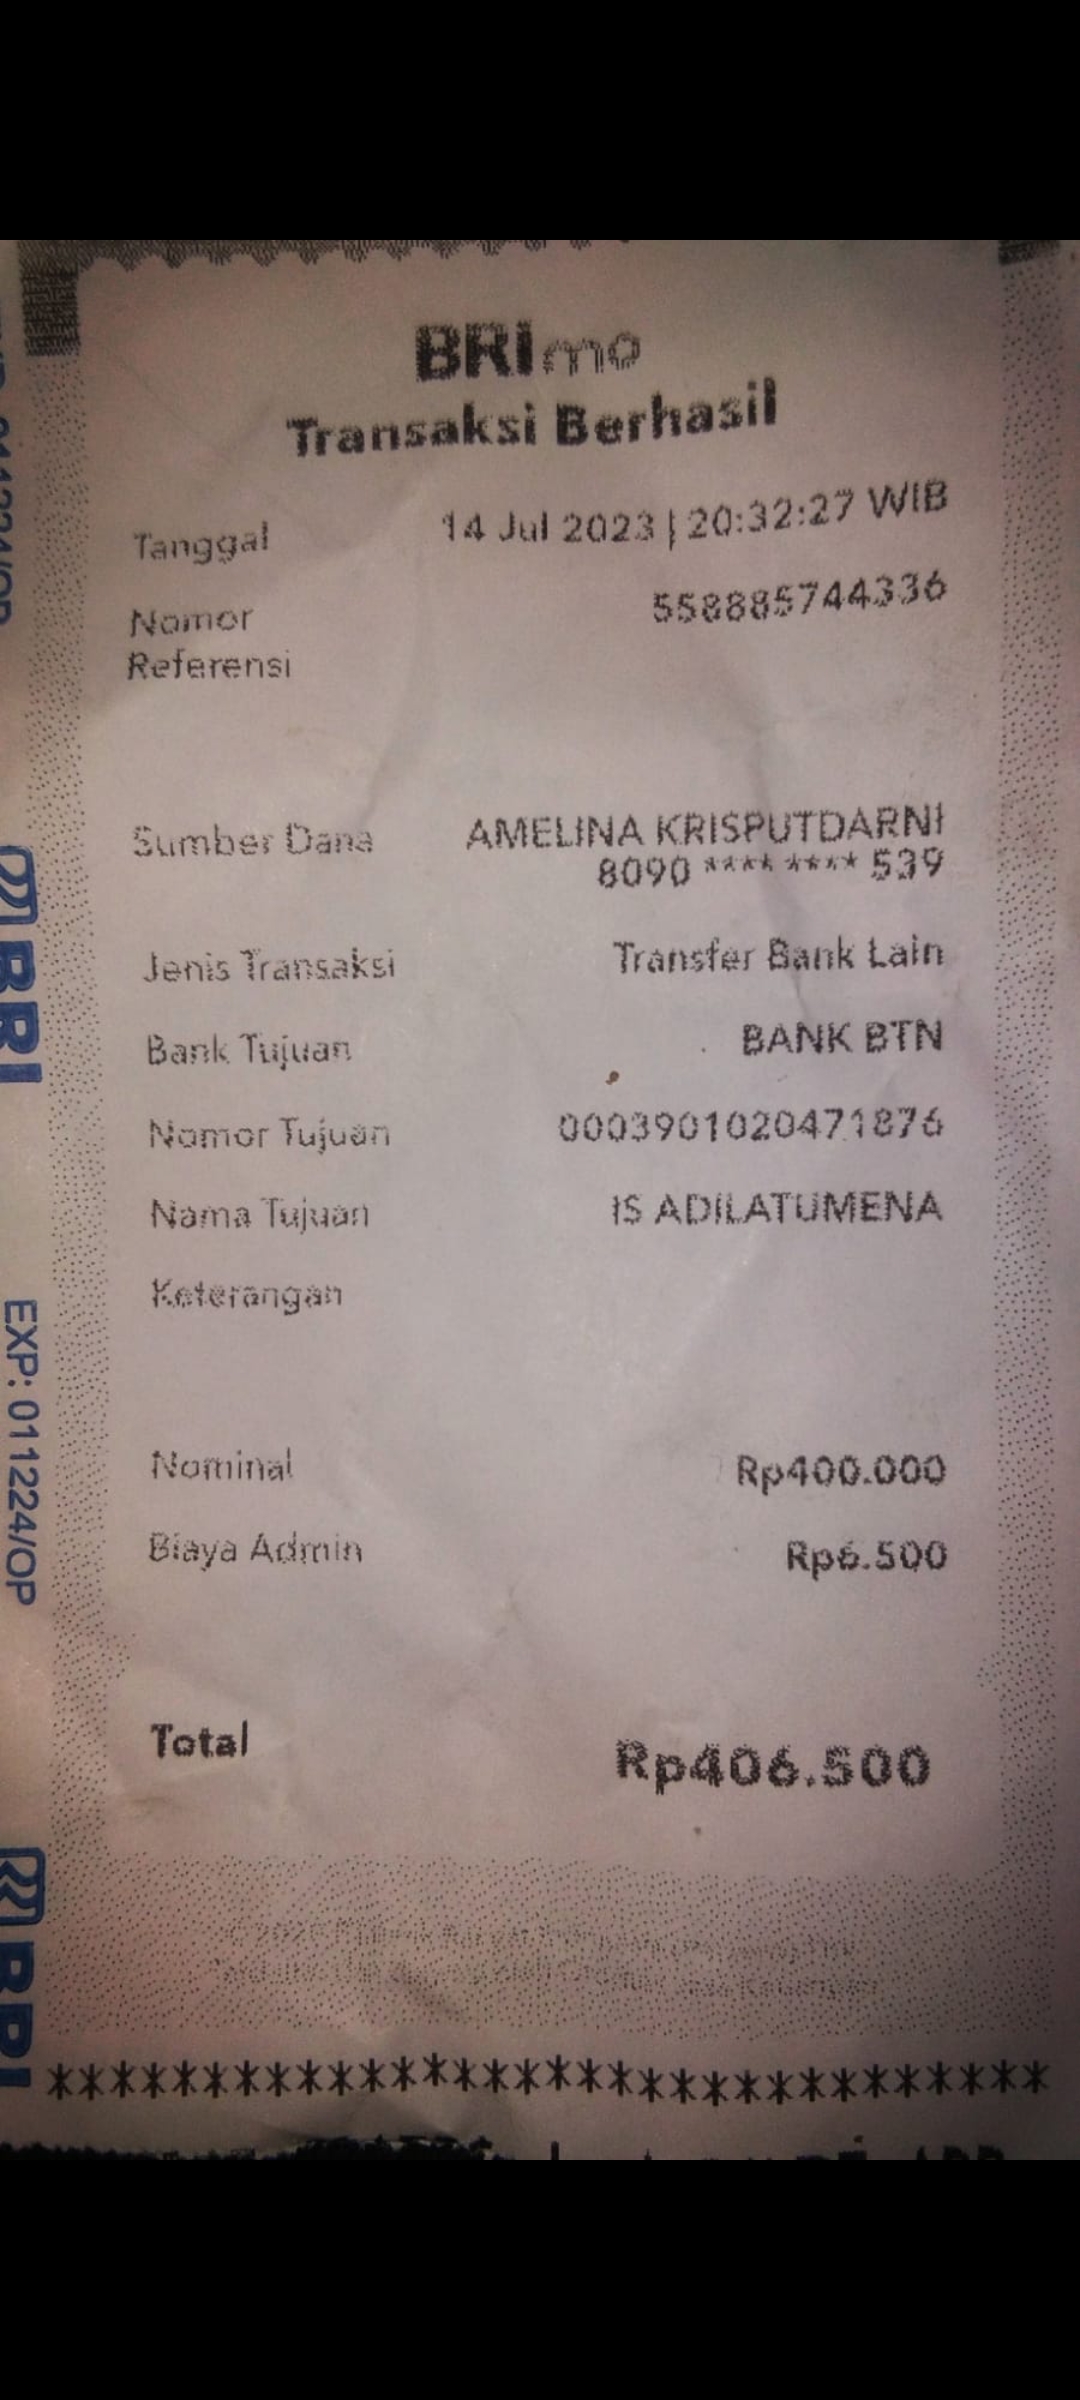 BRImo
Transaksi Berhasil
Tanggal 14 Jul 2023 | 20:32:27 WIB
Nomor Referensi 558885744336
Sumber Dana AMELINA KRISPUTDARNI
8090 **** **** 539
Jenis Transaksi Transfer Bank Lain
Bank Tujuan BANK BTN
Nomor Tujuan 0003901020471876
Nama Tujuan IS ADILATUMENA
Keterangan
Nominal Rp400.000
Biaya Admin Rp6.500
Total Rp406.500
*********************************
BRI
EXP: 011224/OP
BRI